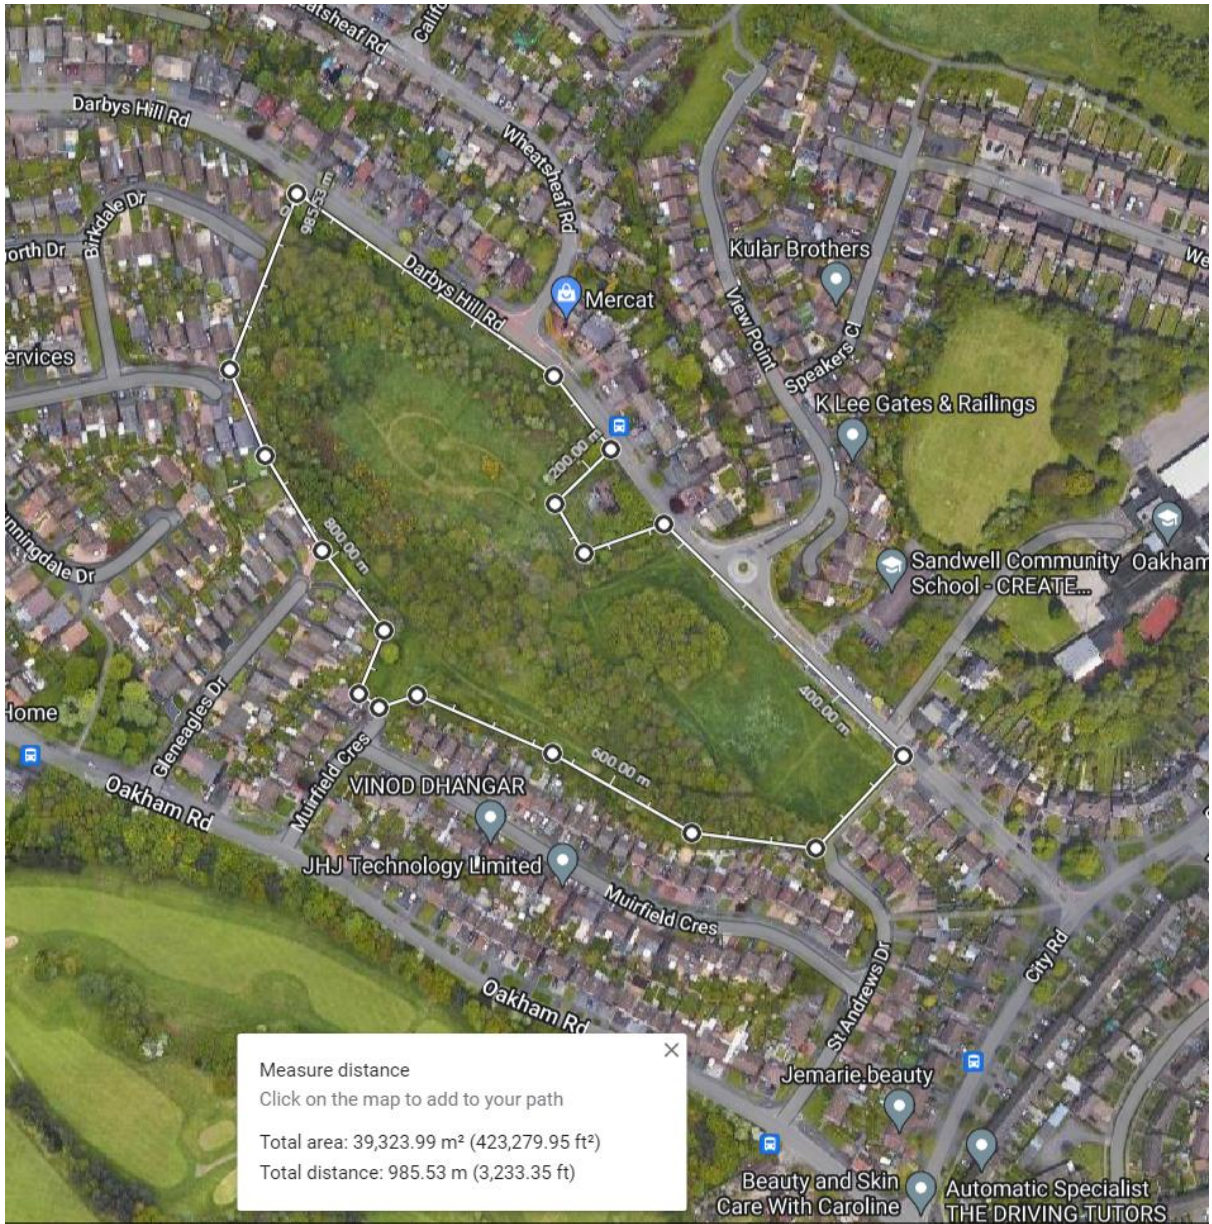 eatsheaf Rd
Califo
Darbys Hill Rd
Wheatsheaf Rd
985.53 m
Birkdale Dr
orth Dr
Kular Brothers
We
Darbys Hill Rd
Mercat
View Point
ervices
Speakers Cl
K Lee Gates & Railings
200.00 m
800.00 m
unningdale Dr
Sandwell Community
School - CREATE...
Oakham
Home
Gleneagles Dr
400.00 m
600.00 m
Muirfield Cres
VINOD DHANGAR
Oakham Rd
JHJ Technology Limited
Muirfield Cres
City Rd
St Andrews Dr
Oakham Rd
Measure distance
Click on the map to add to your path
Total area: 39,323.99 m² (423,279.95 ft²)
Total distance: 985.53 m (3,233.35 ft)
Jemarie.beauty
Beauty and Skin
Care With Caroline
Automatic Specialist
THE DRIVING TUTORS